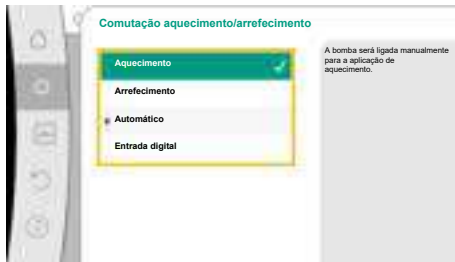 Comutação aquecimento/arrefecimento
Aquecimento
Arrefecimento
Automático
Entrada digital
A bomba será ligada manualmente
para a aplicação de
aquecimento.